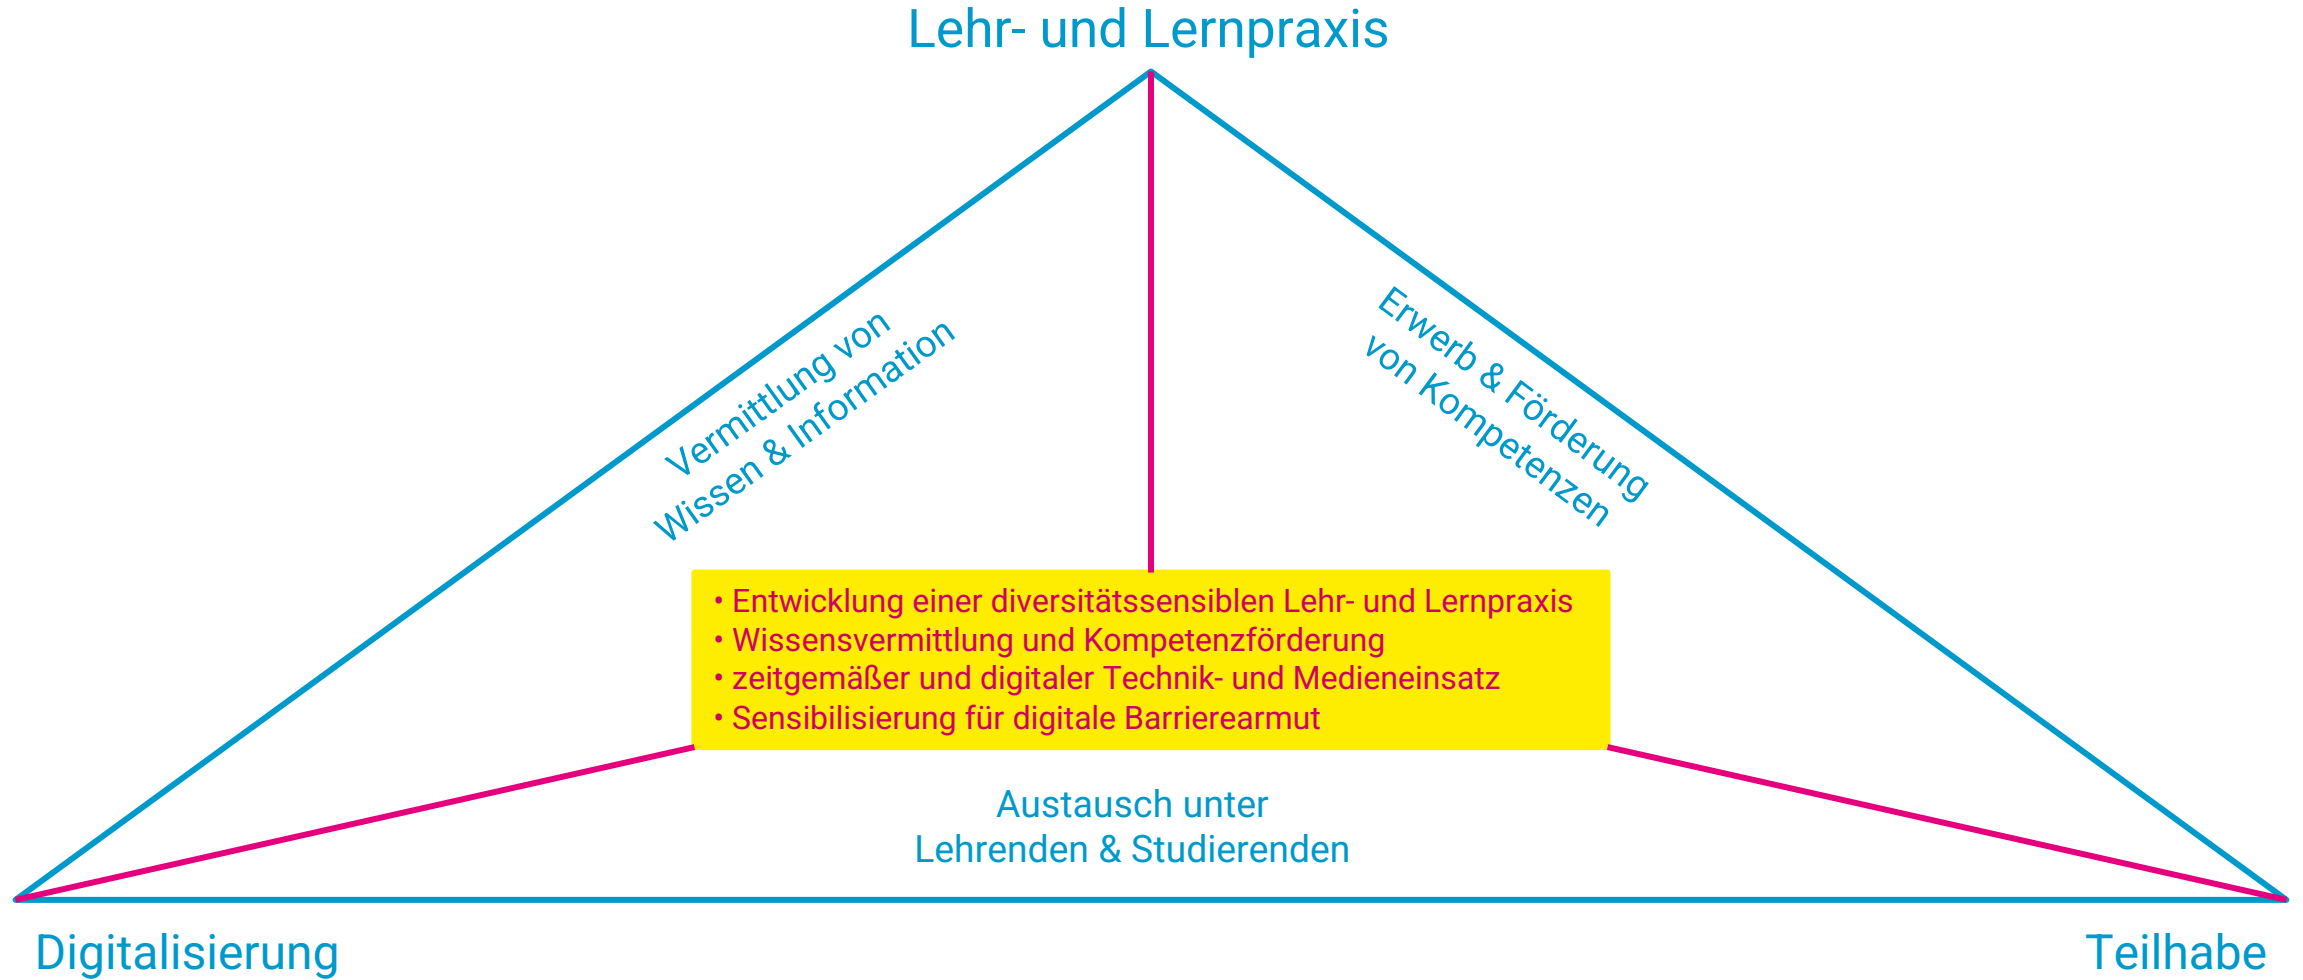 Lehr- und Lernpraxis
Vermittlung von
Wissen & Information
Erwerb & Förderung
von Kompetenzen
• Entwicklung einer diversitätssensiblen Lehr- und Lernpraxis
• Wissensvermittlung und Kompetenzförderung
• zeitgemäßer und digitaler Technik- und Medieneinsatz
• Sensibilisierung für digitale Barrierearmut
Austausch unter
Lehrenden & Studierenden
Digitalisierung
Teilhabe